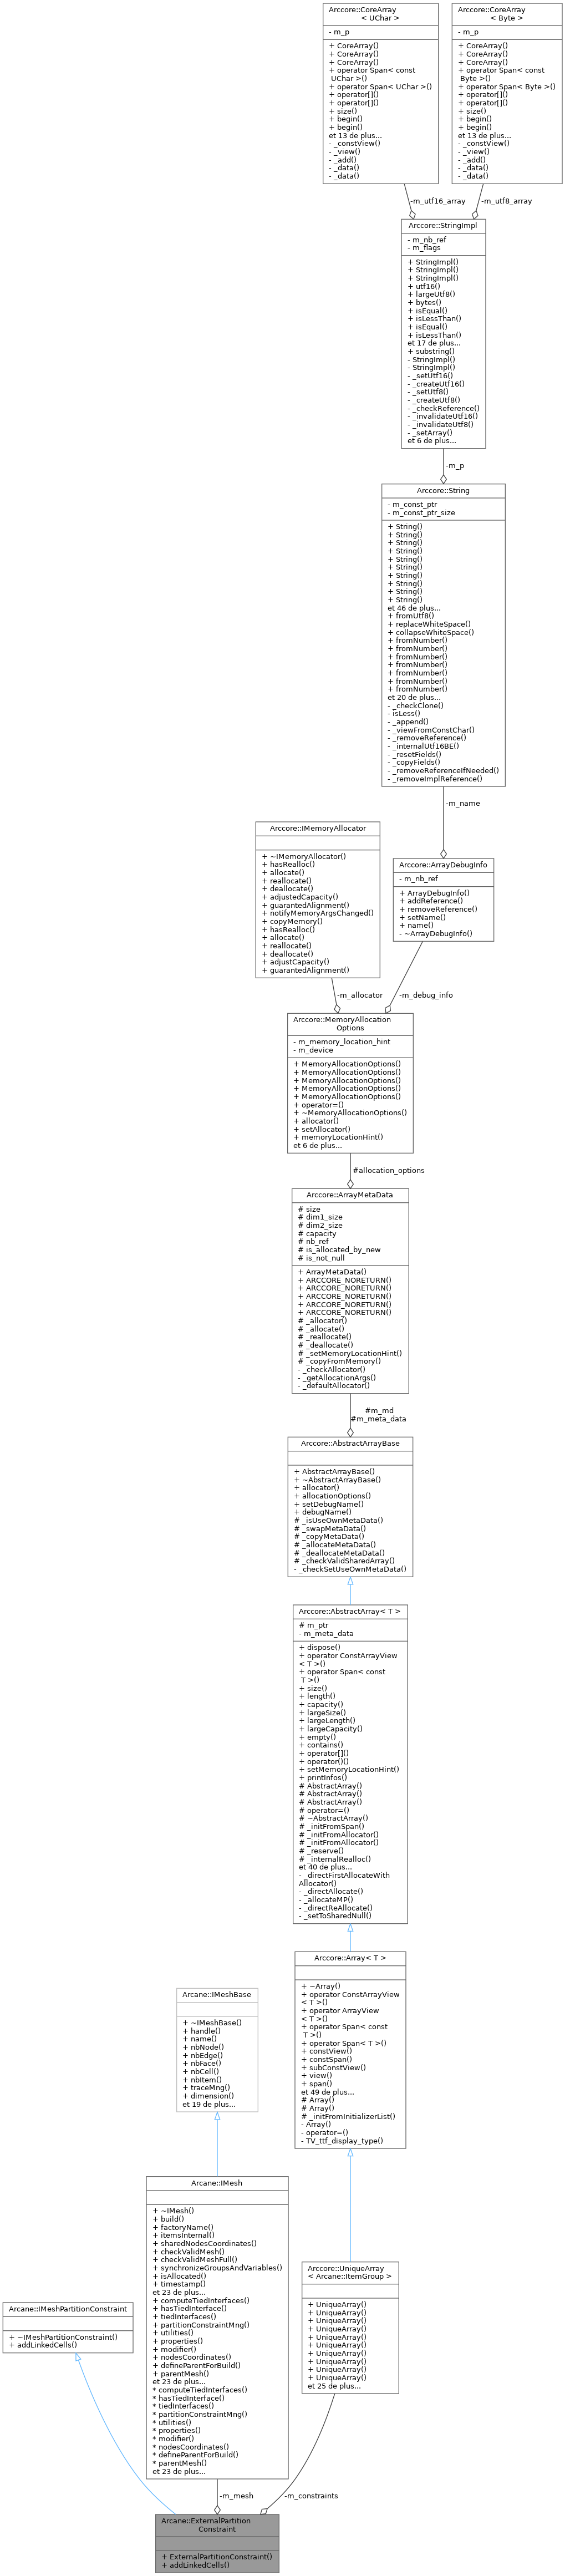 Arccore::CoreArray
< UChar >
- m_p
+ CoreArray()
+ CoreArray()
+ CoreArray()
+ operator Span< const
UChar >()
+ operator Span< UChar >()
+ operator[]()
+ operator[]()
+ size()
+ begin()
+ begin()
et 13 de plus...
- _constView()
- _view()
- _add()
- _data()
- _data()
Arccore::CoreArray
< Byte >
- m_p
+ CoreArray()
+ CoreArray()
+ CoreArray()
+ operator Span< const
Byte >()
+ operator Span< Byte >()
+ operator[]()
+ operator[]()
+ size()
+ begin()
+ begin()
et 13 de plus...
- _constView()
- _view()
- _add()
- _data()
- _data()
-m_utf16_array
-m_utf8_array
Arccore::StringImpl
- m_nb_ref
- m_flags
+ StringImpl()
+ StringImpl()
+ StringImpl()
+ utf16()
+ largeUtf8()
+ bytes()
+ isEqual()
+ isLessThan()
+ isEqual()
+ isLessThan()
et 17 de plus...
+ substring()
- StringImpl()
- StringImpl()
- _setUtf16()
- _createUtf16()
- _setUtf8()
- _createUtf8()
- _checkReference()
- _invalidateUtf16()
- _invalidateUtf8()
- _setArray()
et 6 de plus...
-m_p
Arccore::String
- m_const_ptr
- m_const_ptr_size
+ String()
+ String()
+ String()
+ String()
+ String()
+ String()
+ String()
+ String()
+ String()
+ String()
et 46 de plus...
+ fromUtf8()
+ replaceWhiteSpace()
+ collapseWhiteSpace()
+ fromNumber()
+ fromNumber()
+ fromNumber()
+ fromNumber()
+ fromNumber()
+ fromNumber()
+ fromNumber()
et 20 de plus...
- _checkClone()
- isLess()
- _append()
- _viewFromConstChar()
- _removeReference()
- _internalUtf16BE()
- _resetFields()
- _copyFields()
- _removeReferenceIfNeeded()
- _removeImplReference()
-m_name
Arccore::IMemoryAllocator
+ ~IMemoryAllocator()
+ hasRealloc()
+ allocate()
+ reallocate()
+ deallocate()
+ adjustedCapacity()
+ guarantedAlignment()
+ notifyMemoryArgsChanged()
+ copyMemory()
+ hasRealloc()
+ allocate()
+ reallocate()
+ deallocate()
+ adjustCapacity()
+ guarantedAlignment()
Arccore::ArrayDebugInfo
- m_nb_ref
+ ArrayDebugInfo()
+ addReference()
+ removeReference()
+ setName()
+ name()
- ~ArrayDebugInfo()
-m_allocator
-m_debug_info
Arccore::MemoryAllocation
Options
- m_memory_location_hint
- m_device
+ MemoryAllocationOptions()
+ MemoryAllocationOptions()
+ MemoryAllocationOptions()
+ MemoryAllocationOptions()
+ MemoryAllocationOptions()
+ operator=()
+ ~MemoryAllocationOptions()
+ allocator()
+ setAllocator()
+ memoryLocationHint()
et 6 de plus...
#allocation_options
Arccore::ArrayMetaData
# size
# dim1_size
# dim2_size
# capacity
# nb_ref
# is_allocated_by_new
# is_not_null
+ ArrayMetaData()
+ ARCCORE_NORETURN()
+ ARCCORE_NORETURN()
+ ARCCORE_NORETURN()
+ ARCCORE_NORETURN()
+ ARCCORE_NORETURN()
# _allocator()
# _allocate()
# _reallocate()
# _deallocate()
# _setMemoryLocationHint()
# _copyFromMemory()
- _checkAllocator()
- _getAllocationArgs()
- _defaultAllocator()
#m_md
#m_meta_data
Arccore::AbstractArrayBase
+ AbstractArrayBase()
+ ~AbstractArrayBase()
+ allocator()
+ allocationOptions()
+ setDebugName()
+ debugName()
# _isUseOwnMetaData()
# _swapMetaData()
# _copyMetaData()
# _allocateMetaData()
# _deallocateMetaData()
# _checkValidSharedArray()
- _checkSetUseOwnMetaData()
Arccore::AbstractArray< T >
# m_ptr
- m_meta_data
+ dispose()
+ operator ConstArrayView
< T >()
+ operator Span< const
T >()
+ size()
+ length()
+ capacity()
+ largeSize()
+ largeLength()
+ largeCapacity()
+ empty()
+ contains()
+ operator[]()
+ operator()()
+ setMemoryLocationHint()
+ printInfos()
# AbstractArray()
# AbstractArray()
# AbstractArray()
# operator=()
# ~AbstractArray()
# _initFromSpan()
# _initFromAllocator()
# _initFromAllocator()
# _reserve()
# _internalRealloc()
et 40 de plus...
- _directFirstAllocateWith
Allocator()
- _directAllocate()
- _allocateMP()
- _directReAllocate()
- _setToSharedNull()
Arccore::Array< T >
+ ~Array()
+ operator ConstArrayView
< T >()
+ operator ArrayView
< T >()
+ operator Span< const
T >()
+ operator Span< T >()
+ constView()
+ constSpan()
+ subConstView()
+ view()
+ span()
et 49 de plus...
# Array()
# Array()
# _initFromInitializerList()
- Array()
- operator=()
- TV_ttf_display_type()
Arcane::IMeshBase
+ ~IMeshBase()
+ handle()
+ name()
+ nbNode()
+ nbEdge()
+ nbFace()
+ nbCell()
+ nbItem()
+ traceMng()
+ dimension()
et 19 de plus...
Arcane::IMesh
+ ~IMesh()
+ build()
+ factoryName()
+ itemsInternal()
+ sharedNodesCoordinates()
+ checkValidMesh()
+ checkValidMeshFull()
+ synchronizeGroupsAndVariables()
+ isAllocated()
+ timestamp()
et 23 de plus...
+ computeTiedInterfaces()
+ hasTiedInterface()
+ tiedInterfaces()
+ partitionConstraintMng()
+ utilities()
+ properties()
+ modifier()
+ nodesCoordinates()
+ defineParentForBuild()
+ parentMesh()
et 23 de plus...
* computeTiedInterfaces()
* hasTiedInterface()
* tiedInterfaces()
* partitionConstraintMng()
* utilities()
* properties()
* modifier()
* nodesCoordinates()
* defineParentForBuild()
* parentMesh()
et 23 de plus...
Arccore::UniqueArray
< Arcane::ItemGroup >
+ UniqueArray()
+ UniqueArray()
+ UniqueArray()
+ UniqueArray()
+ UniqueArray()
+ UniqueArray()
+ UniqueArray()
+ UniqueArray()
+ UniqueArray()
+ UniqueArray()
et 25 de plus...
Arcane::IMeshPartitionConstraint
+ ~IMeshPartitionConstraint()
+ addLinkedCells()
-m_mesh
-m_constraints
Arcane::ExternalPartition
Constraint
+ ExternalPartitionConstraint()
+ addLinkedCells()